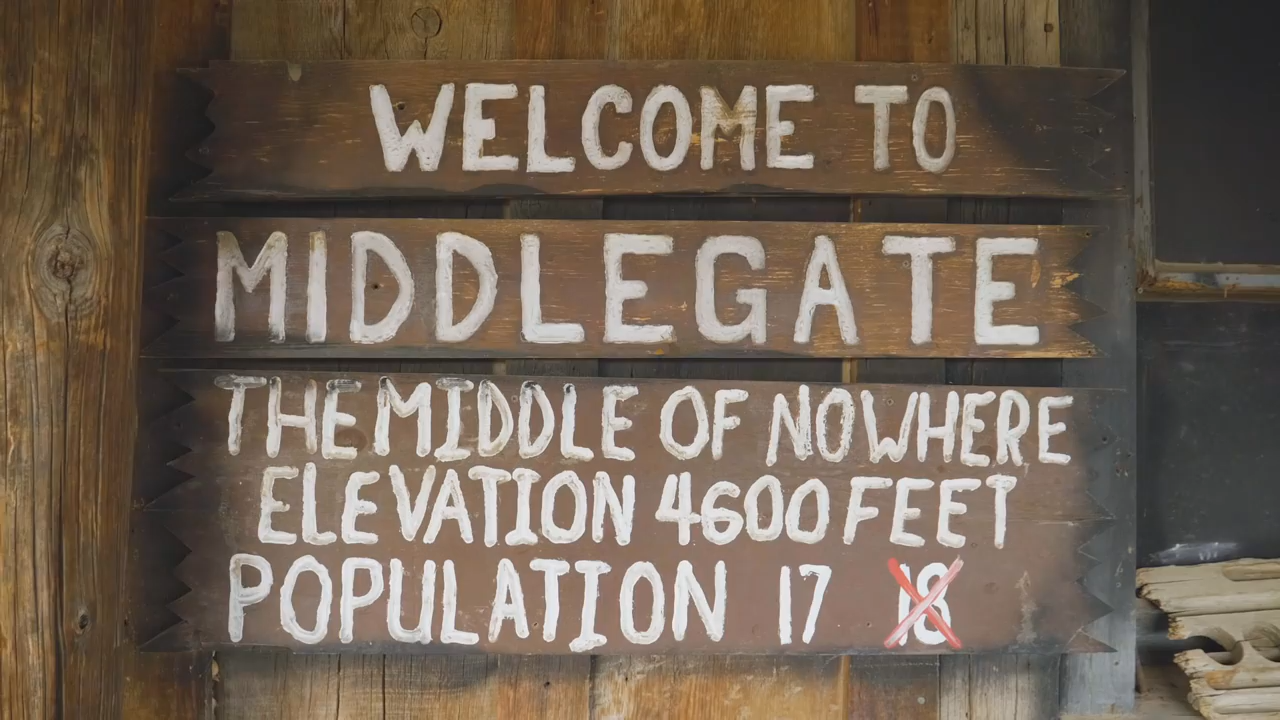 WELCOME TO
MIDDLEGATE
THE MIDDLE OF NOWHERE
ELEVATION 4600 FEET
POPULATION 17 18